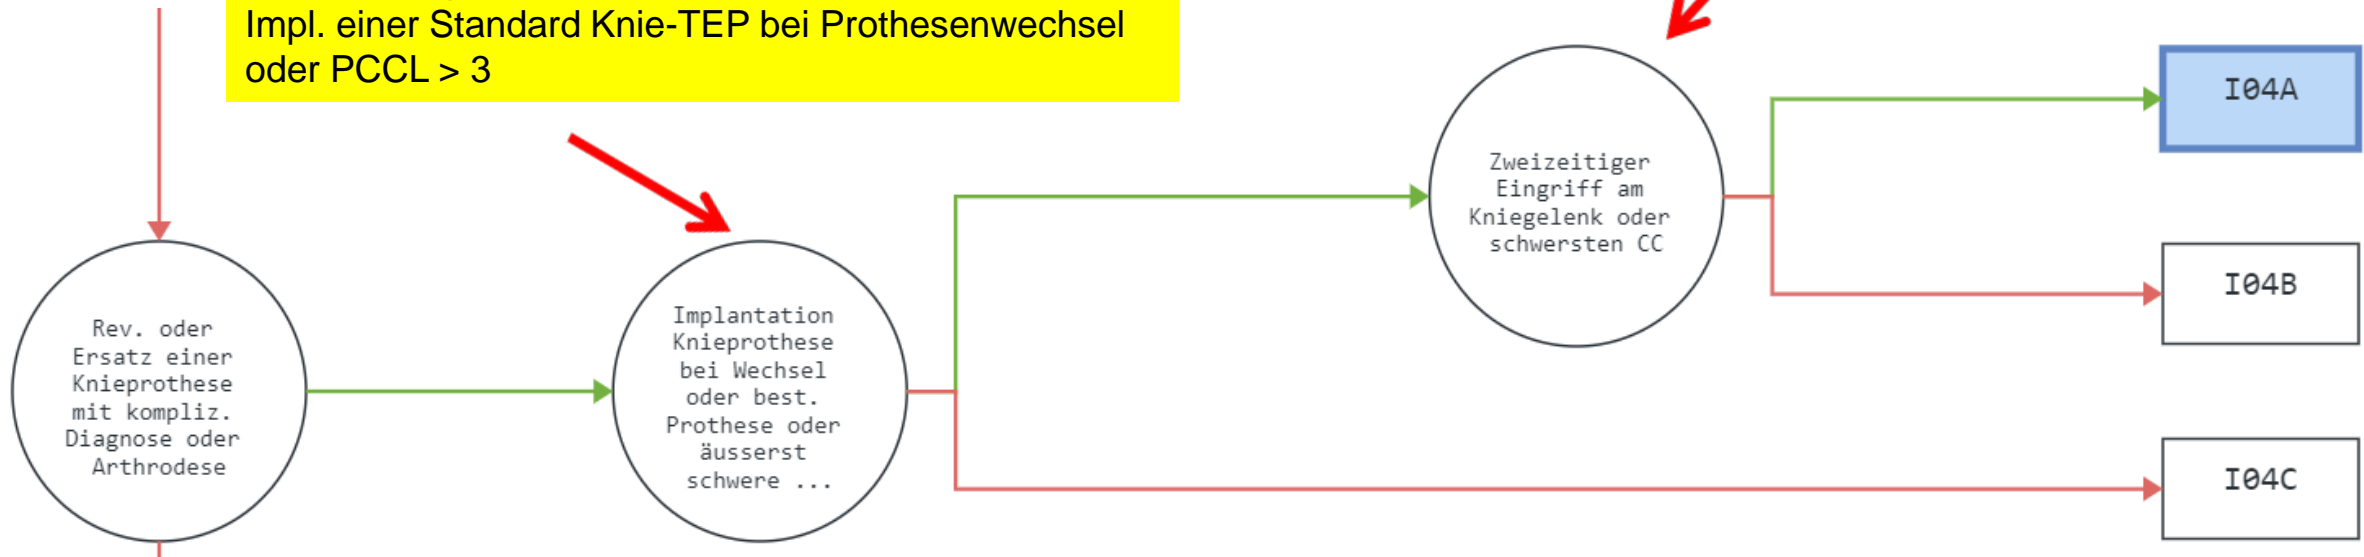 Impl. einer Standard Knie-TEP bei Prothesenwechsel
oder PCCL > 3
Rev. oder
Ersatz einer
Knieprothese
mit kompliz.
Diagnose oder
Arthrodese
Implantation
Knieprothese
bei Wechsel
oder best.
Prothese oder
äusserst
schwere ...
Zweizeitiger
Eingriff am
Kniegelenk oder
schwersten CC
I04A
I04B
I04C